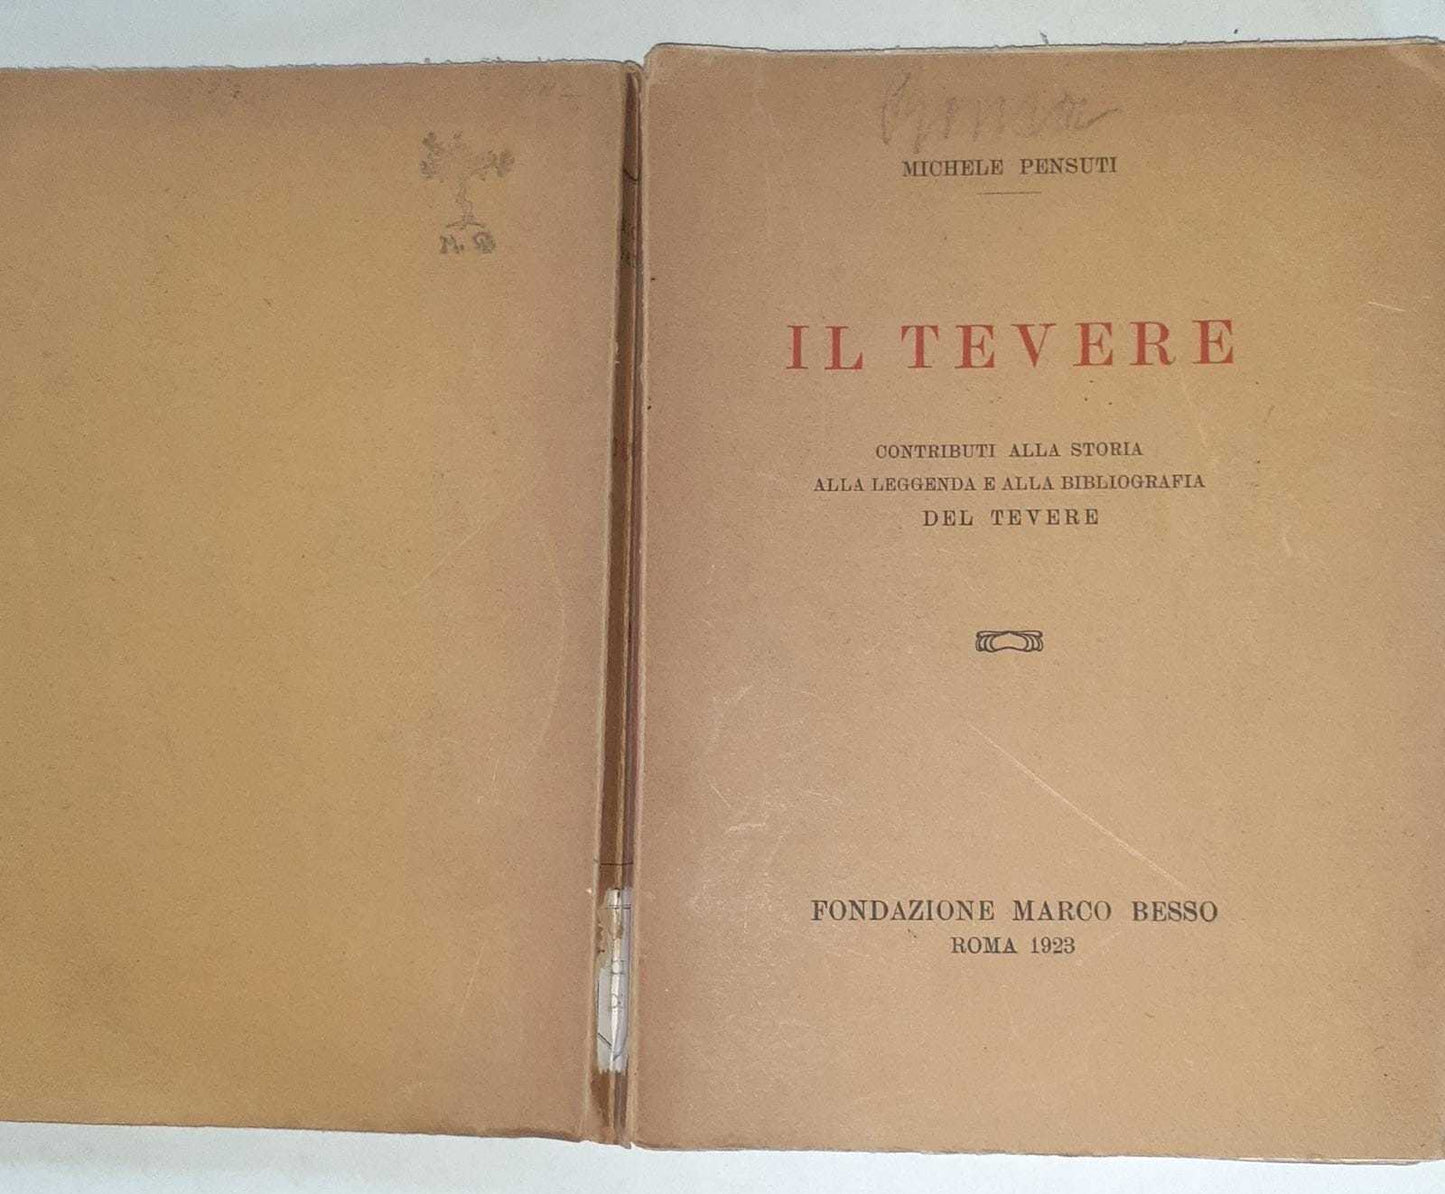 MICHELE PENSUTI
IL TEVERE
CONTRIBUTI ALLA STORIA
ALLA LEGGENDA E ALLA BIBLIOGRAFIA
DEL TEVERE
FONDAZIONE MARCO BESSO
ROMA 1923